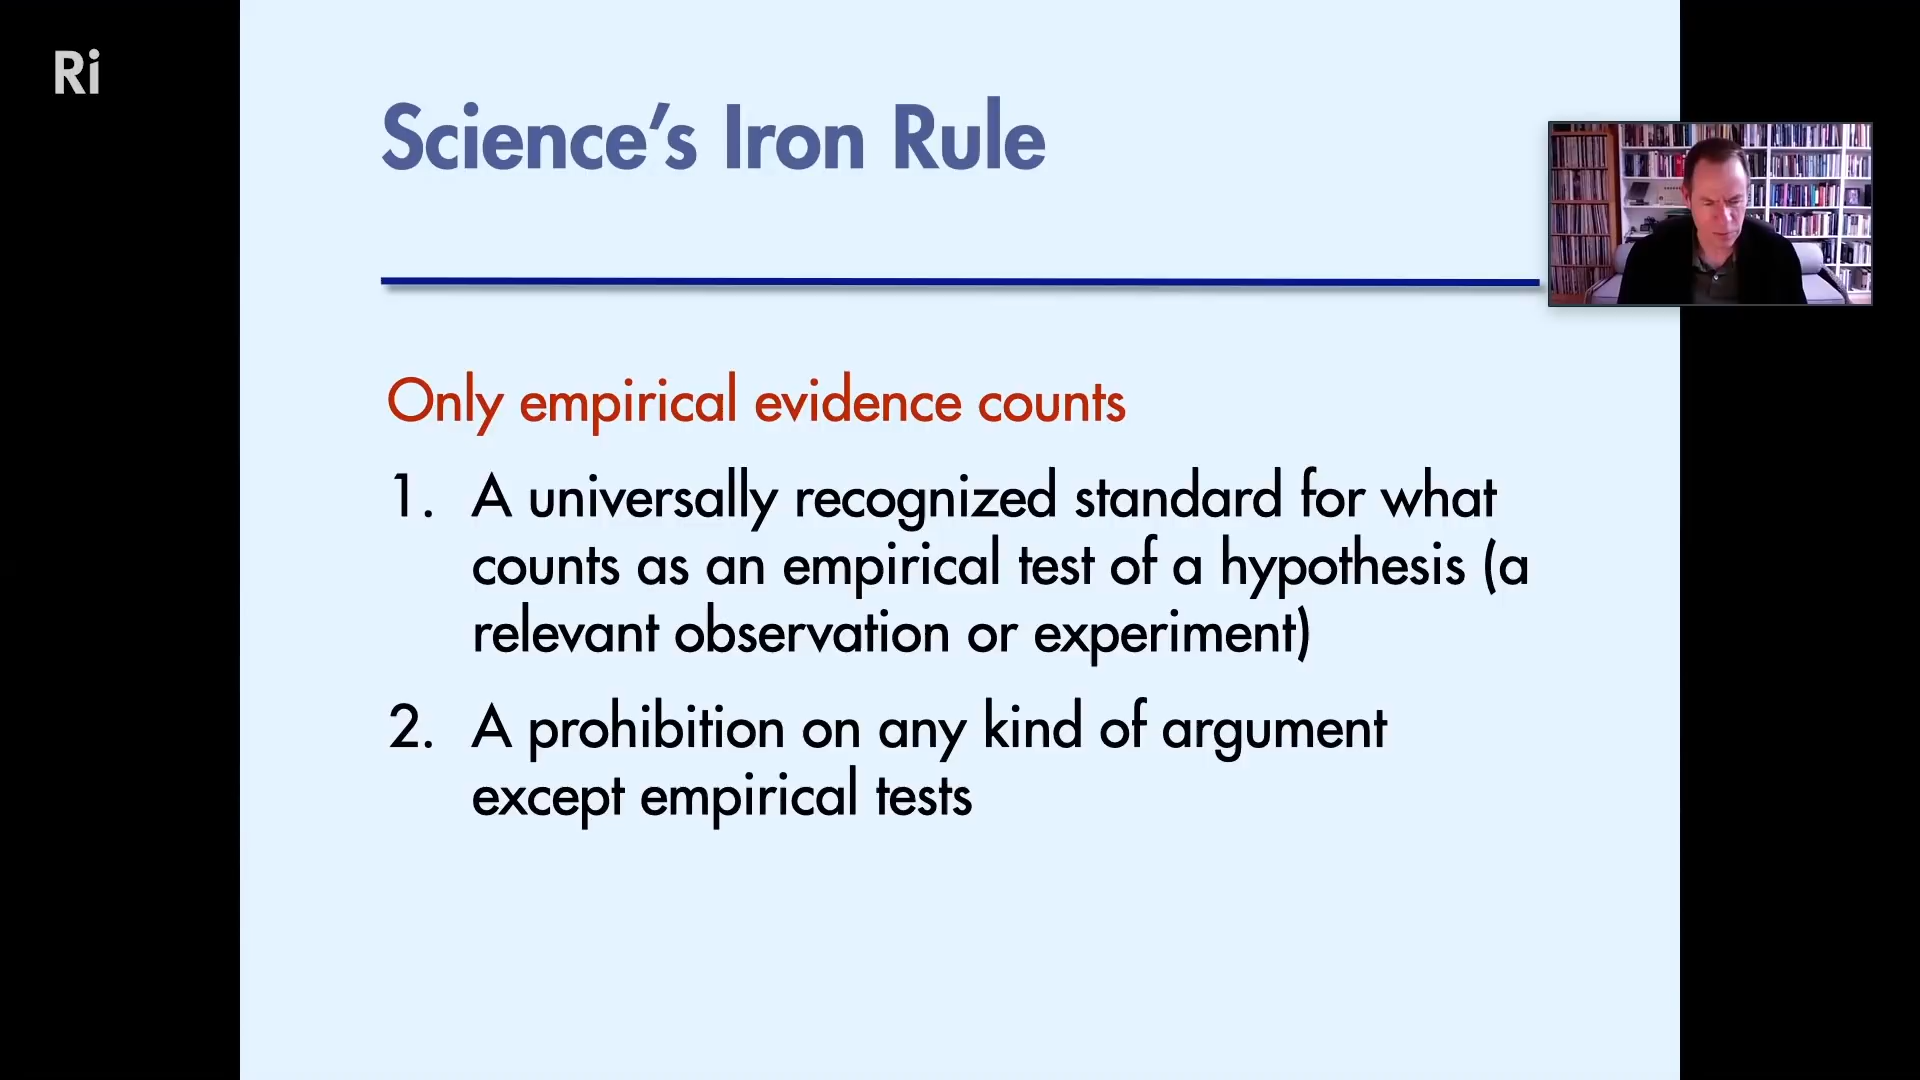 Ri
Science’s Iron Rule
Only empirical evidence counts
1. A universally recognized standard for what
counts as an empirical test of a hypothesis (a
relevant observation or experiment)
2. A prohibition on any kind of argument
except empirical tests